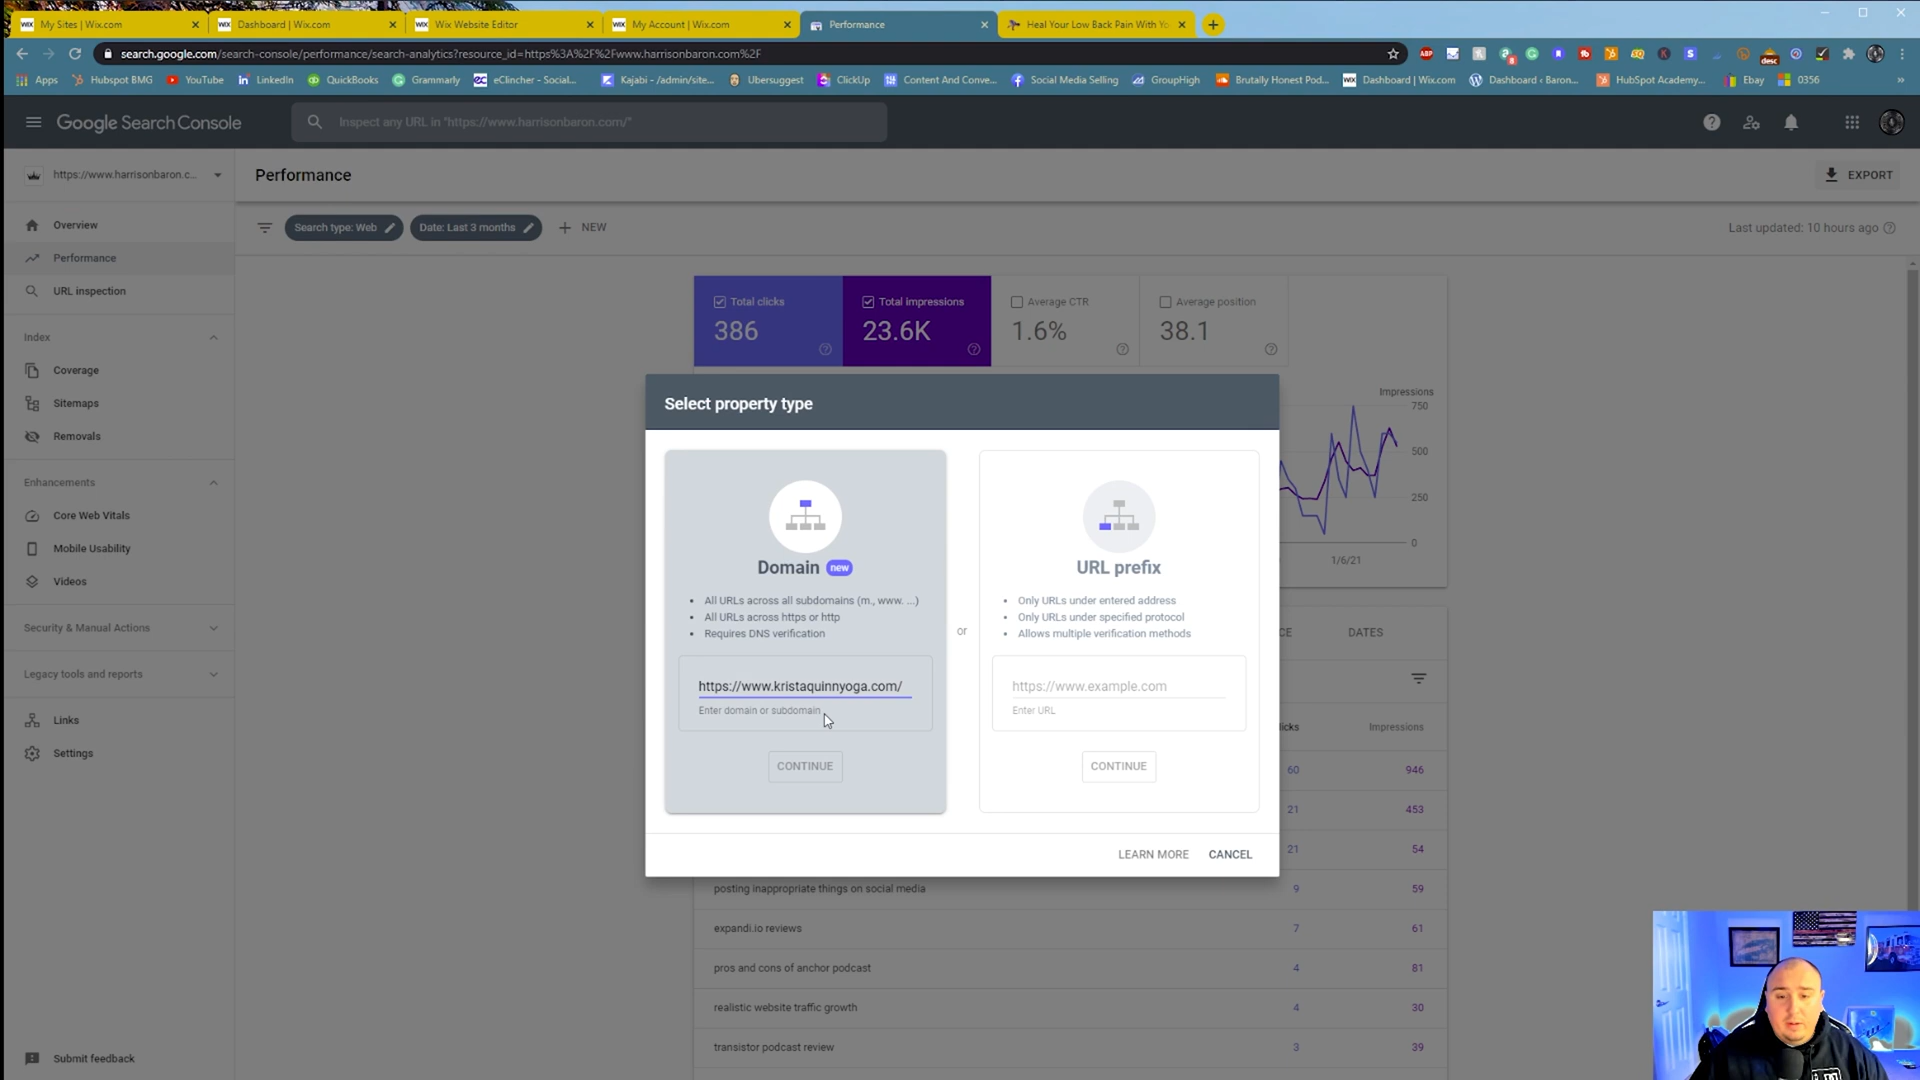 My Sites | Wix.com
Dashboard | Wix.com
Wix Website Editor
My Account | Wix.com
Performance
Heal Your Low Back Pain With Yo
search.google.com/search-console/performance/search-analytics?resource_id=https%3A%2F%2Fwww.harrisonbaron.com%2F
Apps
Hubspot BMG
YouTube
LinkedIn
QuickBooks
Grammarly
eClincher - Social...
Kajabi - /admin/site...
Ubersuggest
ClickUp
Content And Conve...
Social Media Selling
GroupHigh
Brutally Honest Pod...
Dashboard | Wix.com
Dashboard ‹ Baron...
HubSpot Academy...
Ebay
0356
Google Search Console
Inspect any URL in "https://www.harrisonbaron.com/"
https://www.harrisonbaron.c...
Performance
EXPORT
Overview
Performance
URL inspection
Index
Coverage
Sitemaps
Removals
Enhancements
Core Web Vitals
Mobile Usability
Videos
Security & Manual Actions
Legacy tools and reports
Links
Settings
Submit feedback
Search type: Web
Date: Last 3 months
NEW
Last updated: 10 hours ago
Total clicks
386
Total impressions
23.6K
Average CTR
1.6%
Average position
38.1
Impressions
750
500
250
0
1/6/21
Select property type
Domain new
All URLs across all subdomains (m., www. ...)
All URLs across https or http
Requires DNS verification
https://www.kristaquinnyoga.com/
Enter domain or subdomain
CONTINUE
or
URL prefix
Only URLs under entered address
Only URLs under specified protocol
Allows multiple verification methods
https://www.example.com
Enter URL
CONTINUE
LEARN MORE
CANCEL
CE
DATES
licks
Impressions
60 946
21 453
21 54
posting inappropriate things on social media 9 59
expandi.io reviews 7 61
pros and cons of anchor podcast 4 81
realistic website traffic growth 4 30
transistor podcast review 3 39